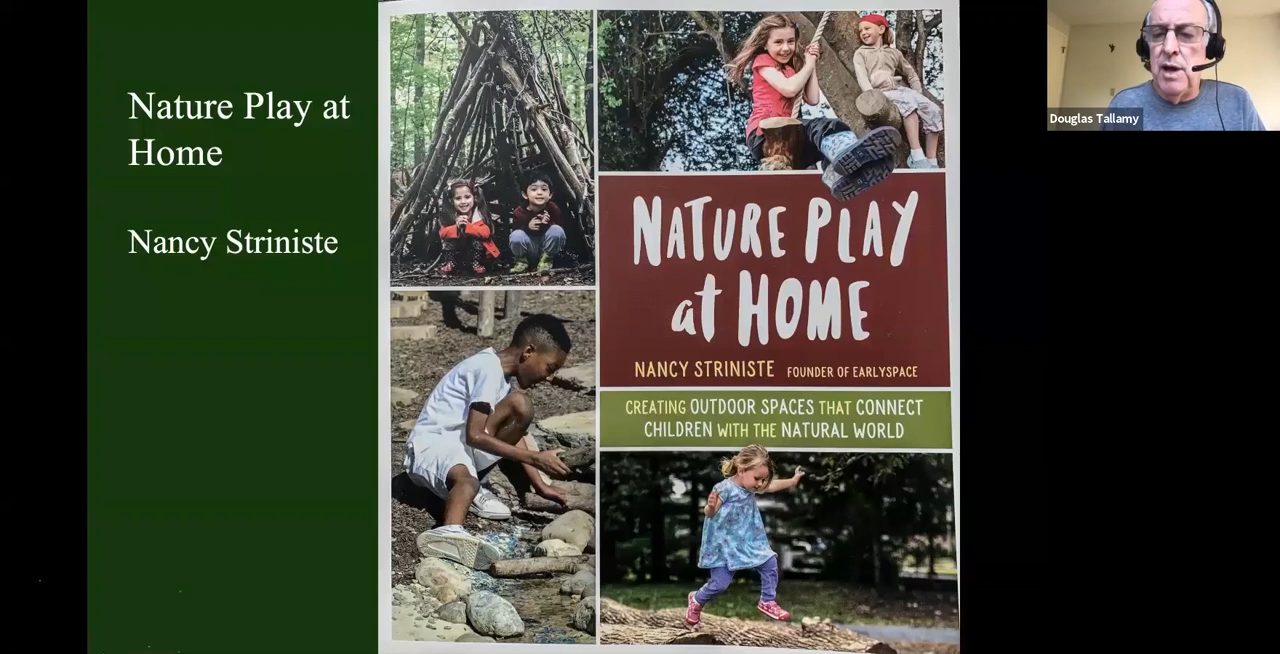 Nature Play at
Home
Nancy Striniste
NATURE PLAY
at HOME
NANCY STRINISTE FOUNDER OF EARLYSPACE
CREATING OUTDOOR SPACES THAT CONNECT
CHILDREN WITH THE NATURAL WORLD
Douglas Tallamy